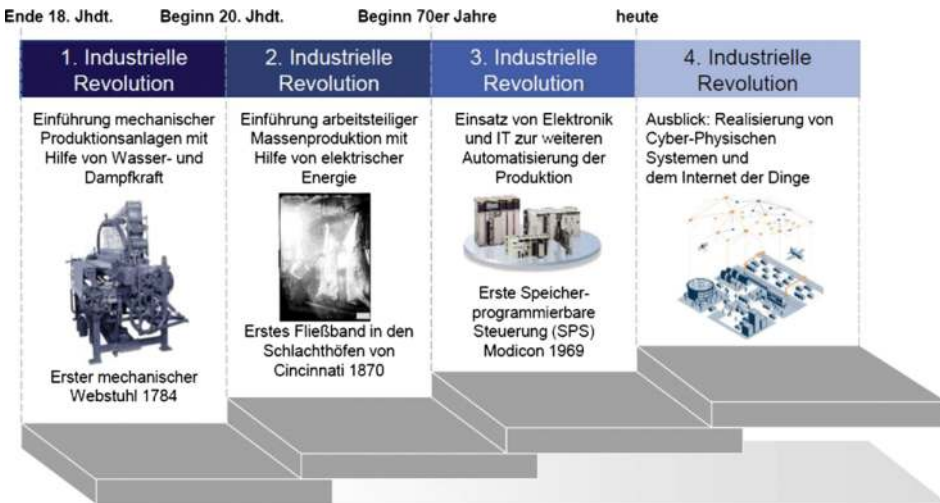 Ende 18. Jhdt.
Beginn 20. Jhdt.
Beginn 70er Jahre
heute
1. Industrielle
Revolution
Einführung mechanischer
Produktionsanlagen mit
Hilfe von Wasser- und
Dampfkraft
Erster mechanischer
Webstuhl 1784
2. Industrielle
Revolution
Einführung arbeitsteiliger
Massenproduktion mit
Hilfe von elektrischer
Energie
Erstes Fließband in den
Schlachthöfen von
Cincinnati 1870
3. Industrielle
Revolution
Einsatz von Elektronik
und IT zur weiteren
Automatisierung der
Produktion
Erste Speicher-
programmierbare
Steuerung (SPS)
Modicon 1969
4. Industrielle
Revolution
Ausblick: Realisierung von
Cyber-Physischen
Systemen und
dem Internet der Dinge